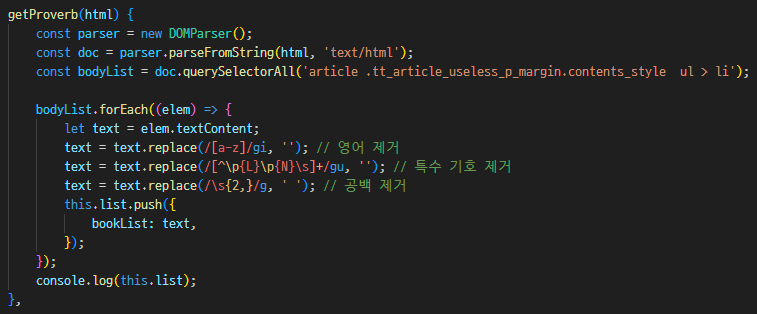 getProverb(html) {
    const parser = new DOMParser();
    const doc = parser.parseFromString(html, 'text/html');
    const bodyList = doc.querySelectorAll('article .tt_article_useless_p_margin.contents_style  ul > li');

    bodyList.forEach((elem) => {
        let text = elem.textContent;
        text = text.replace(/[a-z]/gi, ''); // 영어 제거
        text = text.replace(/[^\p{L}\p{N}\s]+/gu, ''); // 특수 기호 제거
        text = text.replace(/\s{2,}/g, ' '); // 공백 제거
        this.list.push({
            bookList: text,
        });
    });
    console.log(this.list);
},